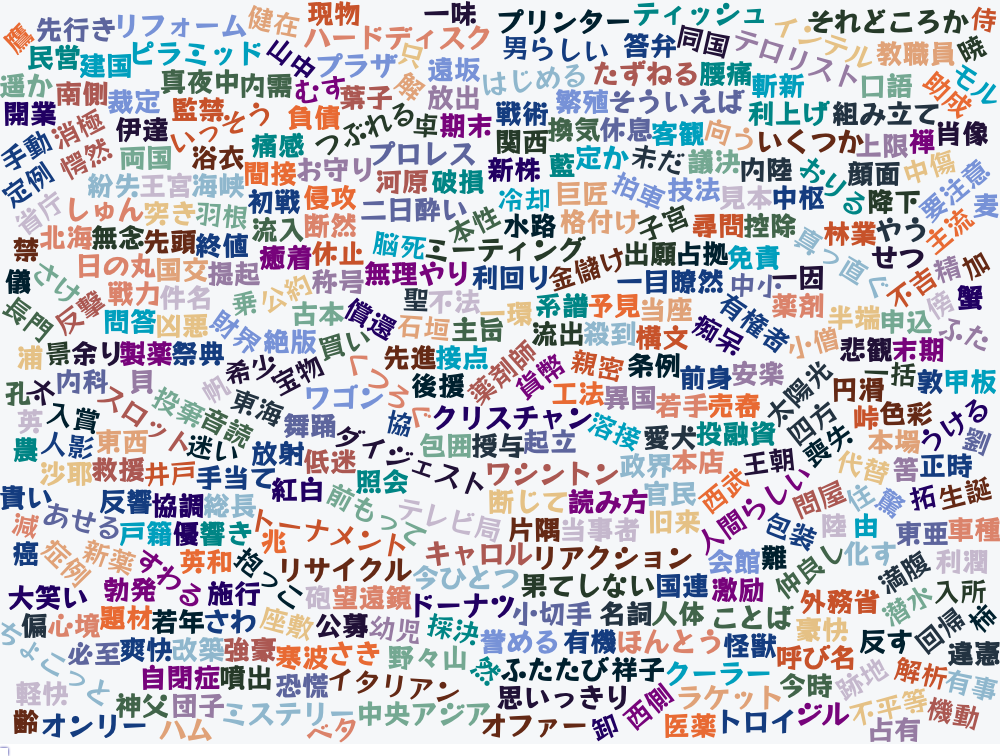 鷹 先行き リフォーム 健在 現物 一味 プリンター ティッシュ インテル それどころか 侍
民営 建国 ピラミッド 山中 ハードディスク プラザ 只 男らしい 答弁 同国 テロリスト 教職員 暁
遥か 南側 裁定 真夜中 内需 むす 葉子 解 遠坂 放出 はじめる たずねる 腰痛 斬新 口語 助成 モル
開業 消極 伊達 監禁 いっそう 負債 つぶれる 卓 期末 戦術 繁殖 そういえば 利上げ 組み立て
手動 愕然 両国 浴衣 痛感 プロレス 関西 換気 休息 客観 向う いくつか 上限 禅 肖像
定例 紛失 王宮 海峡 間接 お守り 河原 破損 新株 藍 定か 未だ 議決 内陸 おりる 顔面 中傷 要注意 妻
省庁 しゅん 突き 羽根 初戦 侵攻 二日酔い 冷却 巨匠 拍車 技法 見本 中枢 降下 主流
禁 北海 無念 先頭 終値 流入 断然 脳死 本性 水路 格付け 子宮 尋問 控除 真っ直ぐ 林業 やう
儀 さけ 日の丸 国父 提起 癒着 休止 ミーティング 金儲け 出願 占拠 免責 せつ 不吉 精 加
長門 反撃 戦力 件名 乗 公約 称号 無理やり 利回り 一目瞭然 中小 一因 傍 蟹
問答 凶悪 財界 絶版 古本 買い 償還 聖 不法 一環 系譜 予見 当座 有権者 薬剤 半端 申込 ふた
浦 景 余り 製薬 祭典 石垣 主旨 流出 殺到 横文 痴呆 小僧 悲観 末期
孔 木 内科 貝 帆 希少 宝物 くつろぐ 先進 接点 薬剤師 貨幣 親密 条例 前身 安楽 太陽光 一括 敦 甲板
英 入賞 スロット 投棄 音読 東海 ワゴン 後援 工法 異国 若手 売春 四方 円滑 峠 色彩 うける 劉
農 人影 東西 迷い 舞踊 ダイジェスト 協 クリスチャン 包囲 授与 起立 溶接 愛犬 投融資 喪失 本場
沙耶 救援 井戸 手当て 放射 低迷 照会 ワシントン 政界 本店 王朝 代替 答 正時
貴い 反響 協調 総長 紅白 前もって テレビ局 断じて 読み方 官民 西武 人間らしい 問屋 住 驚 拓 生誕
減 あせる 戸籍 優 響き トーナメント 片隅 当事者 旧来 包装 陸 由 東亜 車種
癌 症例 新薬 すわる 英和 抱っこ 兆 リサイクル キャロル リアクション 会館 難 仲良し 化す 満腹 利潤
大笑い 勃発 施行 砲 望遠鏡 今ひとつ ドーナツ 果てしない 国連 激励 外務省 潜水 入所
ちょこっと 偏 心境 題材 若年 さわ 座敷 公募 幼児 採決 小切手 名詞 人体 ことば 豪快 回帰 柿
必至 爽快 改築 強豪 寒波 さき 野々山 誉める 有機 ほんとう 怪獣 呼び名 反す 違憲
軽快 自閉症 噴出 恐慌 イタリアン 然 ふたたび 祥子 クーラー 今時 跡地 解析 有事
齢 オンリー 神父 団子 ハム ミステリー ベタ 中央アジア 思いっきり オファー 卸 西側 ラケット 医薬 トロイ ジル 不平等 占有 機動